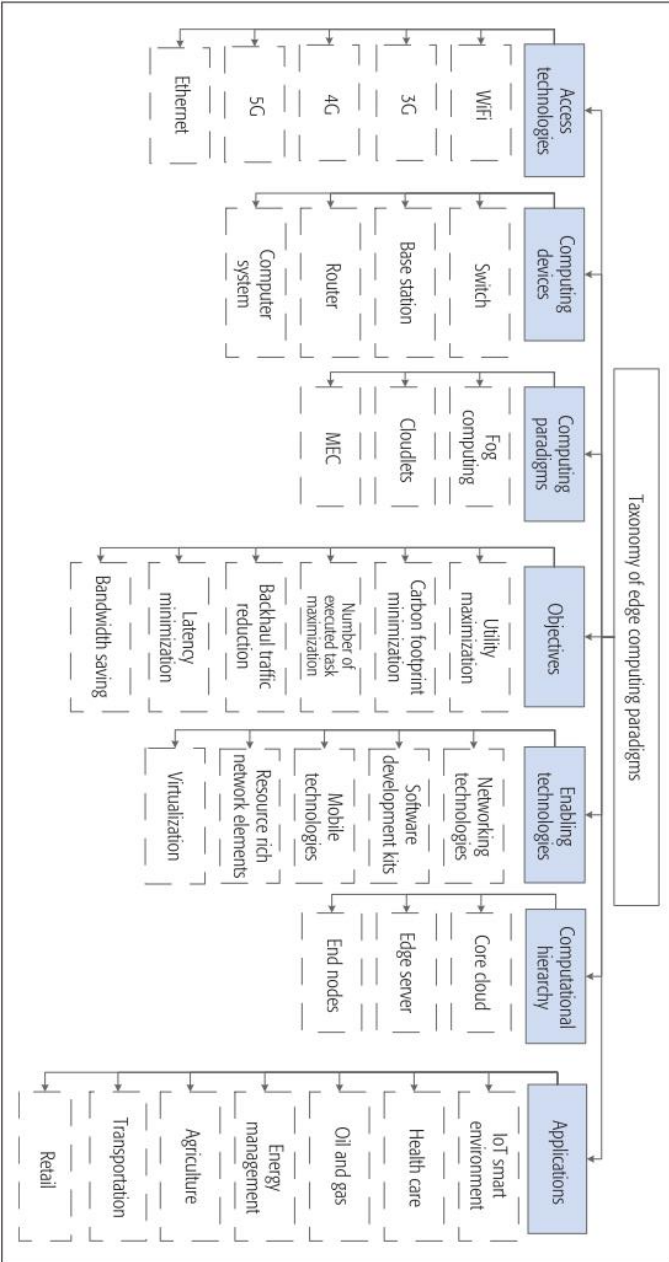 Taxonomy of edge computing paradigms
Access
technologies
WiFi
3G
4G
5G
Ethernet
Computing
devices
Switch
Base station
Router
Computer
system
Computing
paradigms
Fog
computing
Cloudlets
MEC
Objectives
Utility
maximization
Carbon footprint
minimization
Number of
executed task
maximization
Backhaul traffic
reduction
Latency
minimization
Bandwidth saving
Enabling
technologies
Networking
technologies
Software
development kits
Mobile
technologies
Resource rich
network elements
Virtualization
Computational
hierarchy
Core cloud
Edge server
End nodes
Applications
IoT smart
environment
Health care
Oil and gas
Energy
management
Agriculture
Transportation
Retail